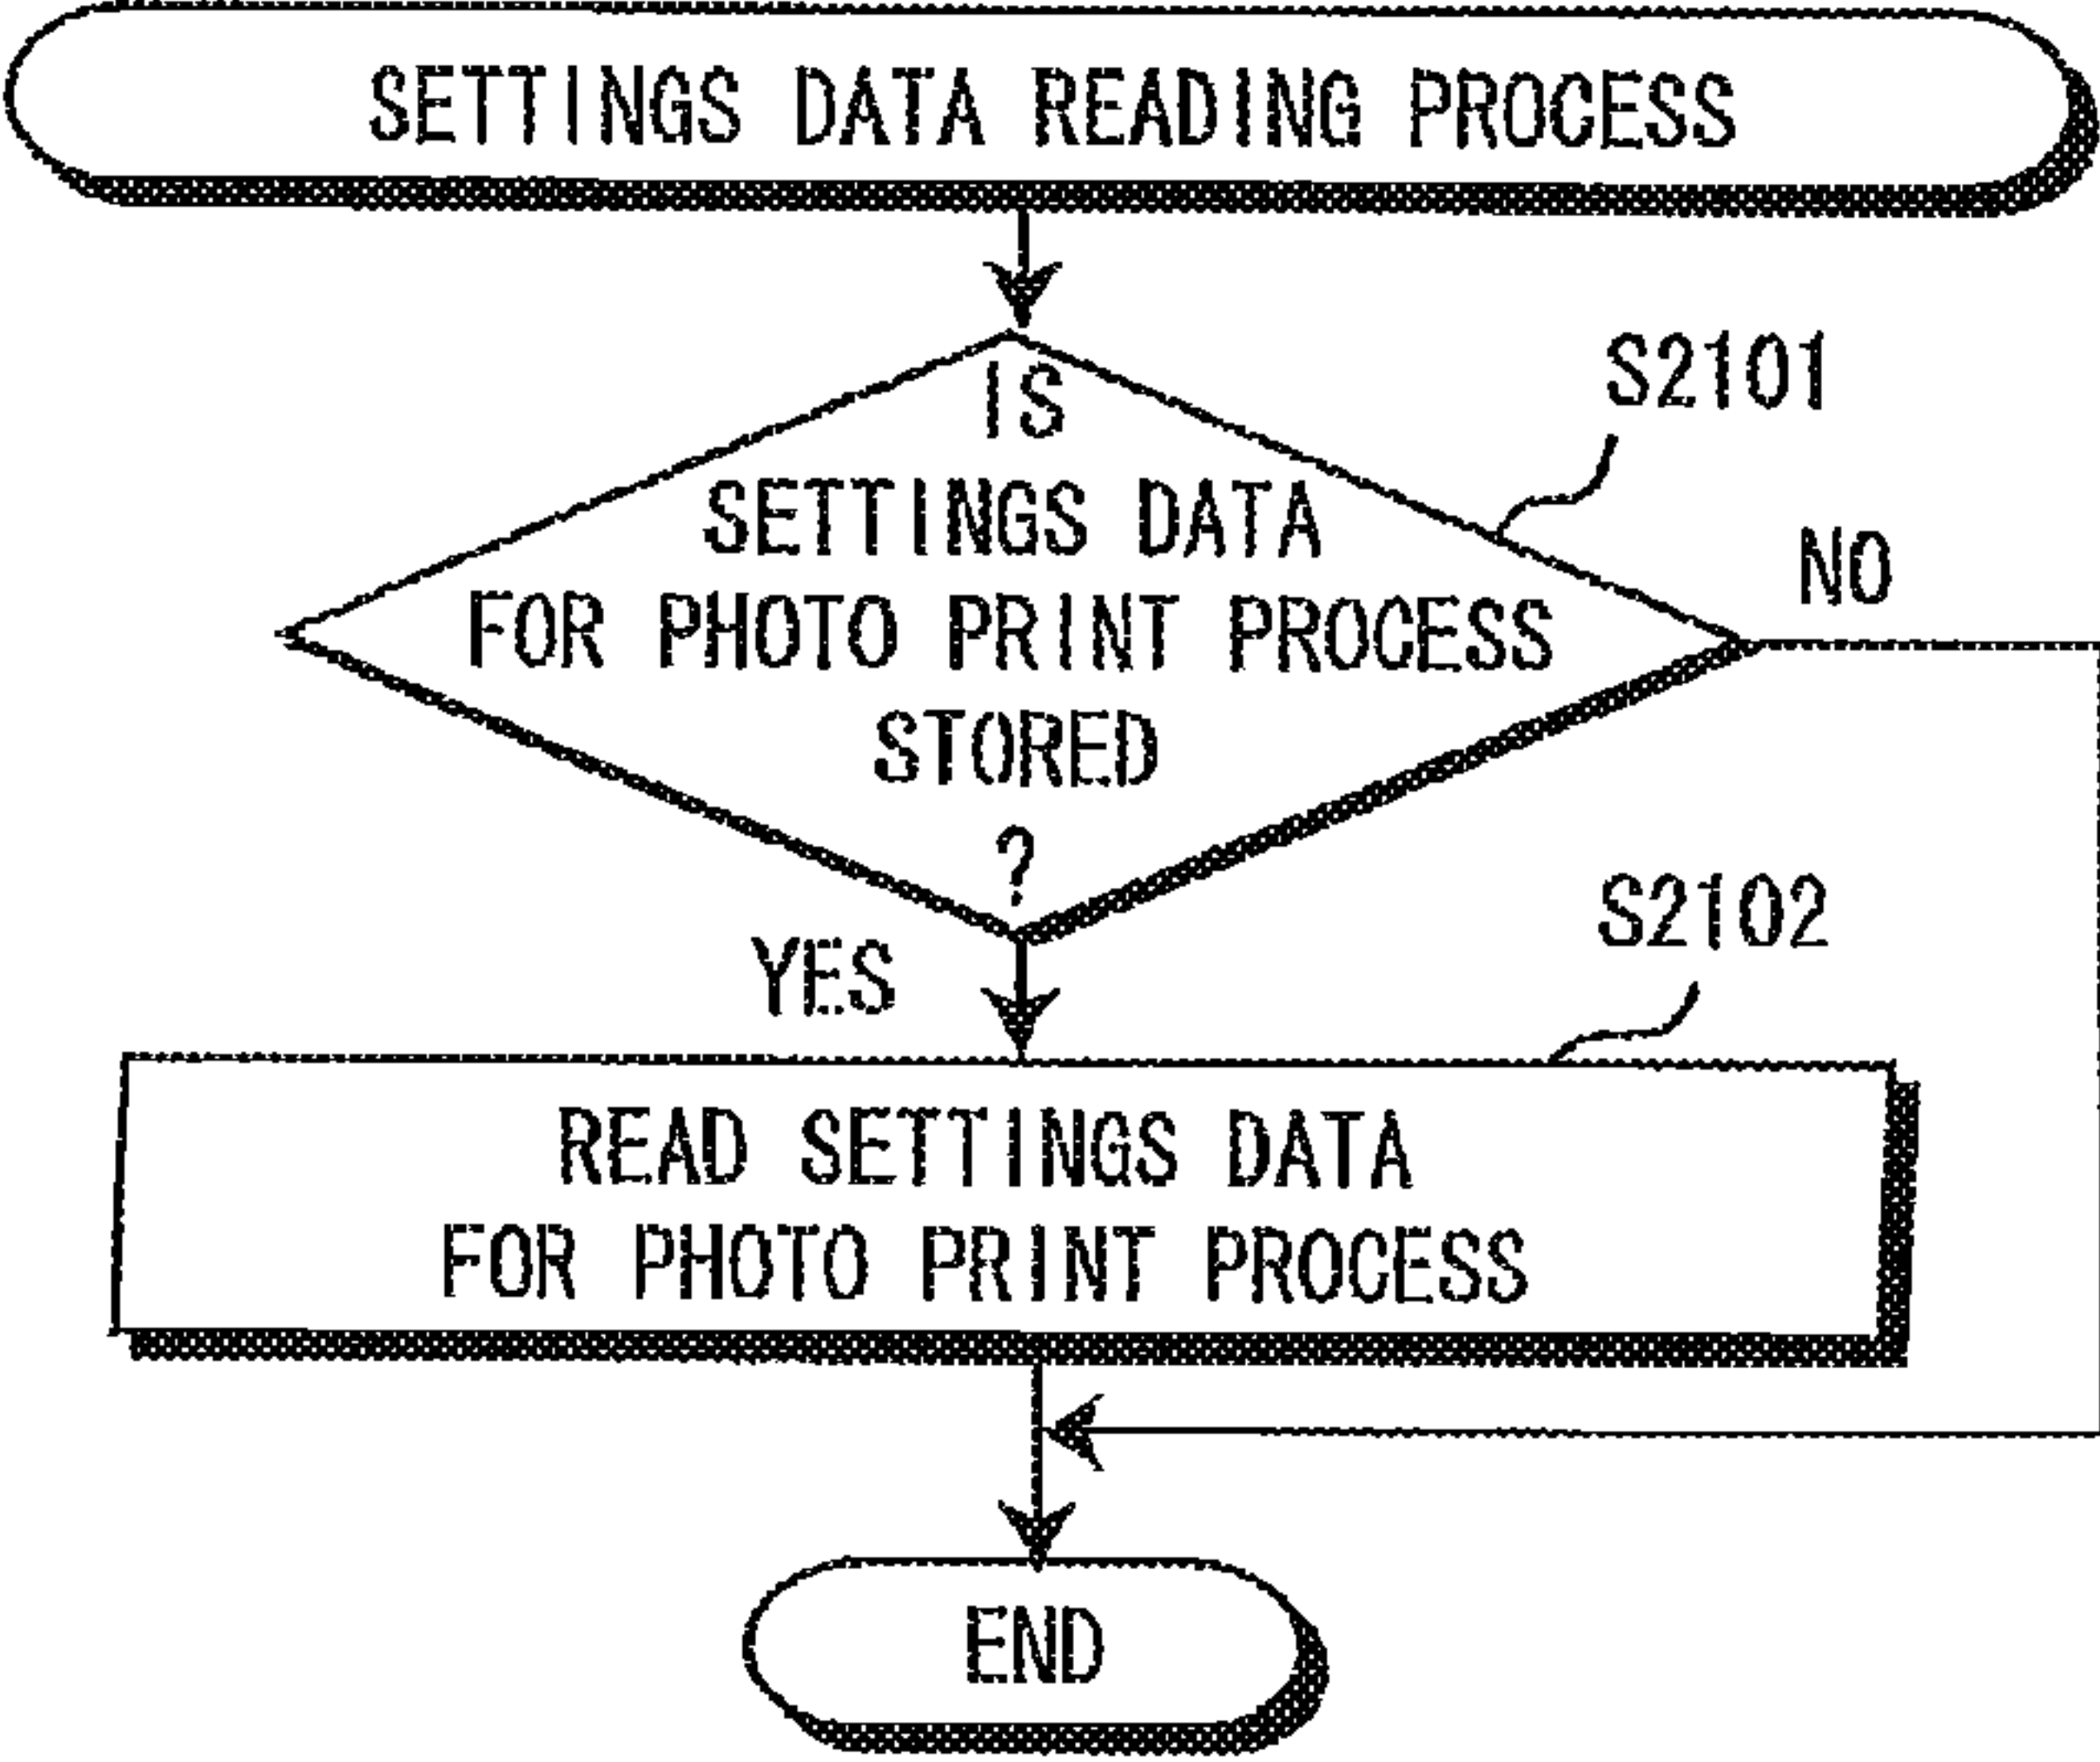 SETTINGS DATA READING PROCESS
S2101
IS
SETTINGS DATA
FOR PHOTO PRINT PROCESS
STORED
?
NO
YES
S2102
READ SETTINGS DATA
FOR PHOTO PRINT PROCESS
END